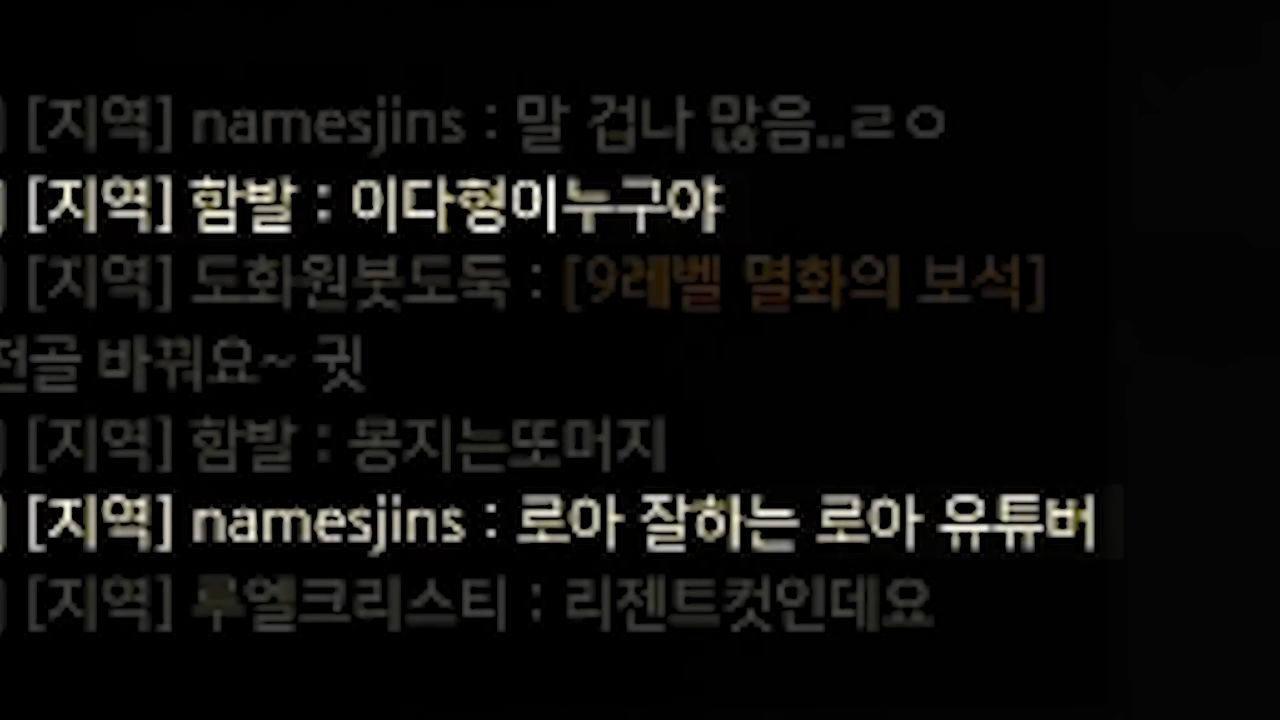 ] [지역] namesjins : 말 겁나 많음..ㄹㅇ
] [지역] 함발 : 이다형이누구야
] [지역] 도화원붓도둑 : [9레벨 멸화의 보석]
전골 바꿔요~ 귓
] [지역] 함발 : 몽지는또머지
] [지역] namesjins : 로아 잘하는 로아 유튜버
] [지역] 루엘크리스티 : 리젠트컷인데요